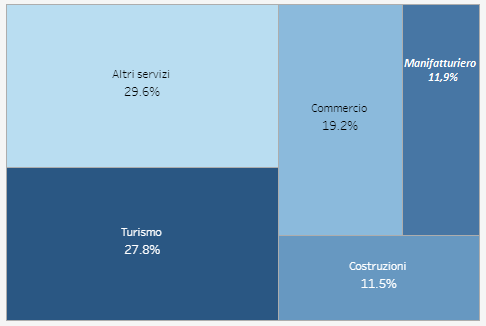 Altri servizi
29.6%
Turismo
27.8%
Commercio
19.2%
Manifatturiero
11,9%
Costruzioni
11.5%